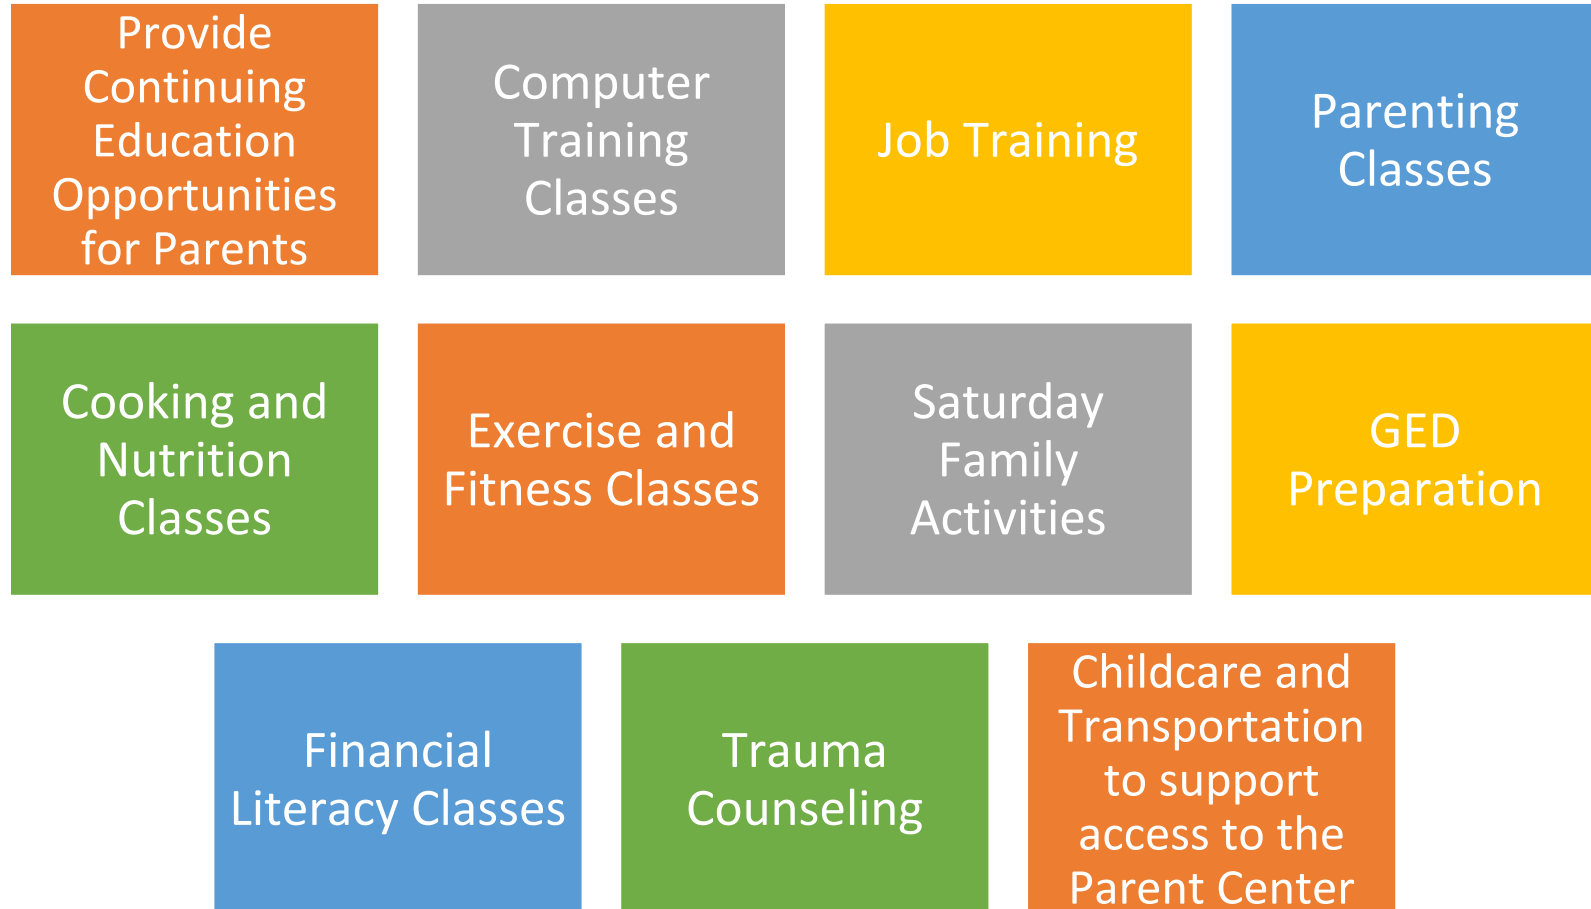 Provide
Continuing
Education
Opportunities
for Parents
Computer
Training
Classes
Job Training
Parenting
Classes
Cooking and
Nutrition
Classes
Exercise and
Fitness Classes
Saturday
Family
Activities
GED
Preparation
Financial
Literacy Classes
Trauma
Counseling
Childcare and
Transportation
to support
access to the
Parent Center